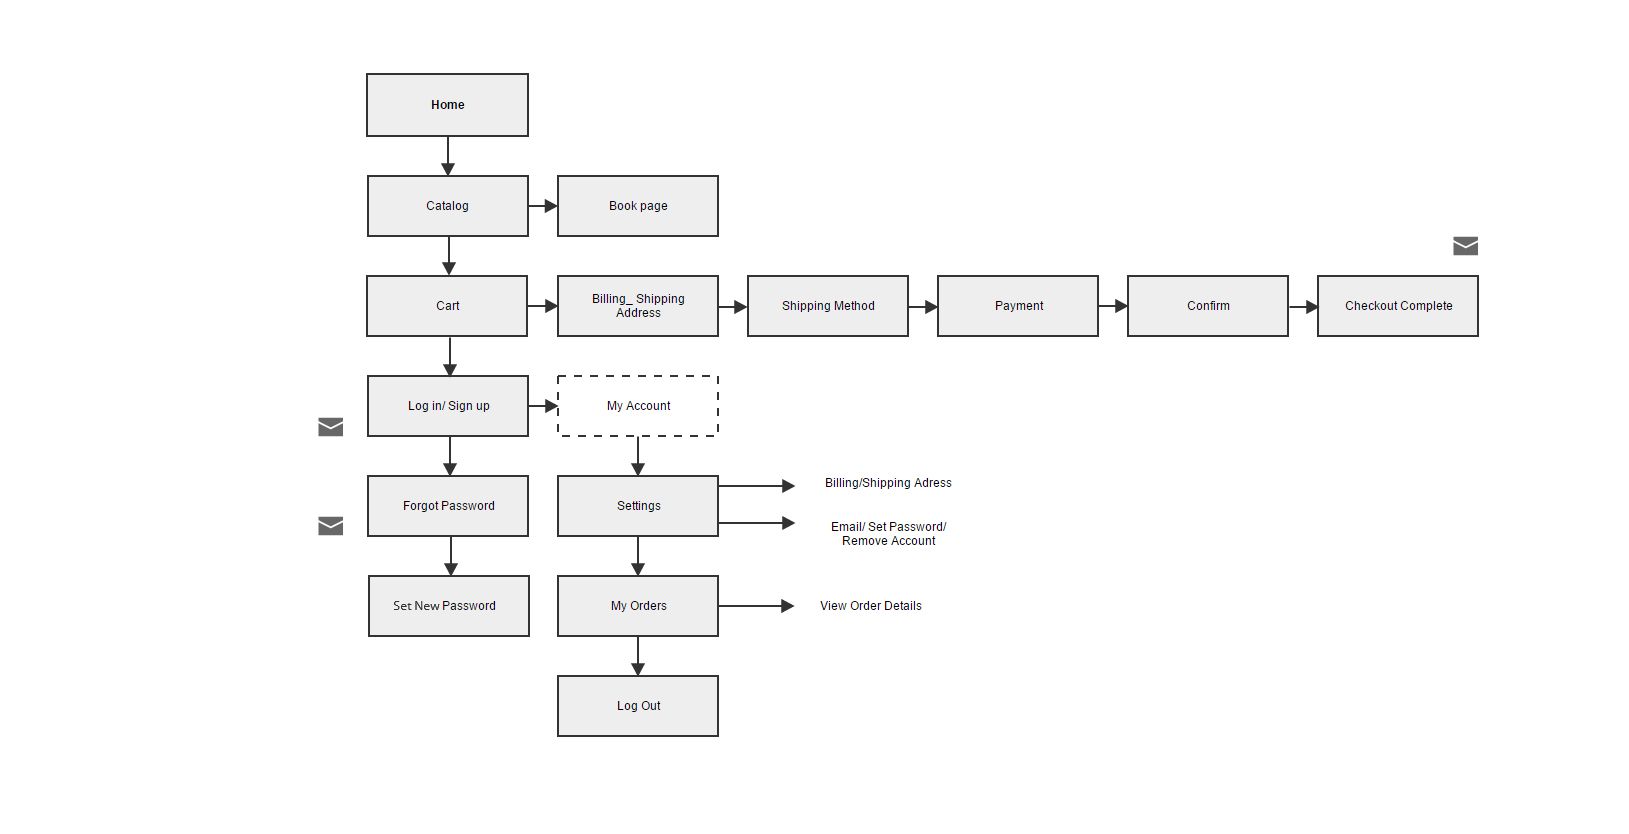 Home
Catalog
Book page
Cart
Billing_ Shipping
Address
Shipping Method
Payment
Confirm
Checkout Complete
Log in/ Sign up
My Account
Forgot Password
Settings
Billing/Shipping Adress
Email/ Set Password/
Remove Account
Set New Password
My Orders
View Order Details
Log Out